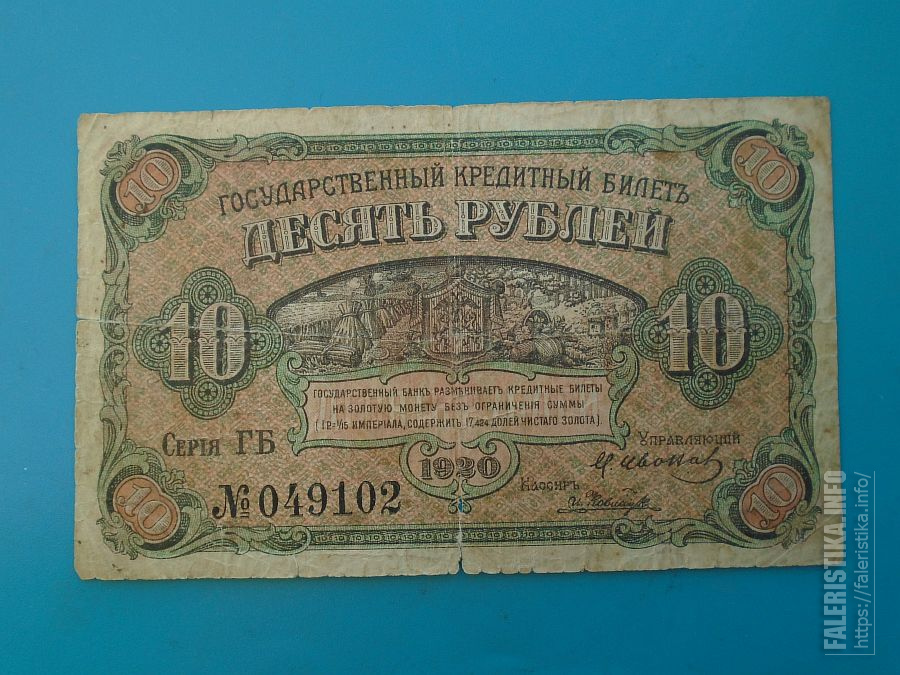 10 10
ГОСУДАРСТВЕННЫЙ КРЕДИТНЫЙ БИЛЕТЪ
ДЕСЯТЬ РУБЛЕЙ
10 10
ГОСУДАРСТВЕННЫЙ БАНКЪ РАЗМѢНИВАЕТЪ КРЕДИТНЫЕ БИЛЕТЫ
НА ЗОЛОТУЮ МОНЕТУ БЕЗЪ ОГРАНИЧЕНІЯ СУММЫ
(1 Р.= 1/15 ИМПЕРІАЛА, СОДЕРЖИТЪ 17,424 ДОЛЕЙ ЧИСТАГО ЗОЛОТА).
СЕРІЯ ГБ
УПРАВЛЯЮЩІЙ
1920
КАССИРЪ
№ 049102
10 10
FALERISTIKA.INFO
https://faleristika.info/